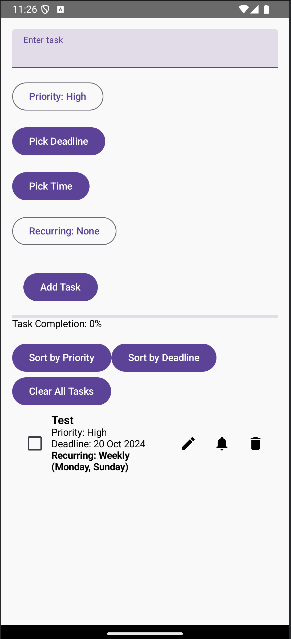 11:26
Enter task
Priority: High
Pick Deadline
Pick Time
Recurring: None
Add Task
Task Completion: 0%
Sort by Priority Sort by Deadline
Clear All Tasks
Test
Priority: High
Deadline: 20 Oct 2024
Recurring: Weekly
(Monday, Sunday)